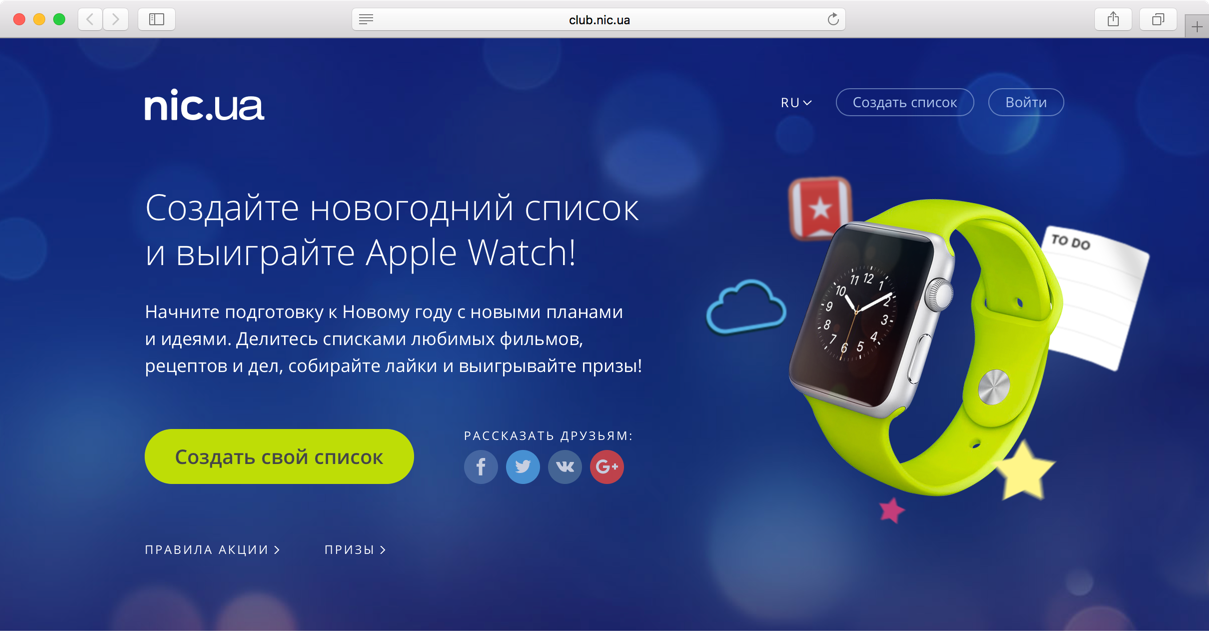 club.nic.ua
nic.ua
RU
Создать список
Войти
Создайте новогодний список
и выиграйте Apple Watch!
Начните подготовку к Новому году с новыми планами
и идеями. Делитесь списками любимых фильмов,
рецептов и дел, собирайте лайки и выигрывайте призы!
Создать свой список
РАССКАЗАТЬ ДРУЗЬЯМ:
f
VK
G+
ПРАВИЛА АКЦИИ >
ПРИЗЫ >
TO DO
12
1
2
3
4
5
6
7
8
9
10
11